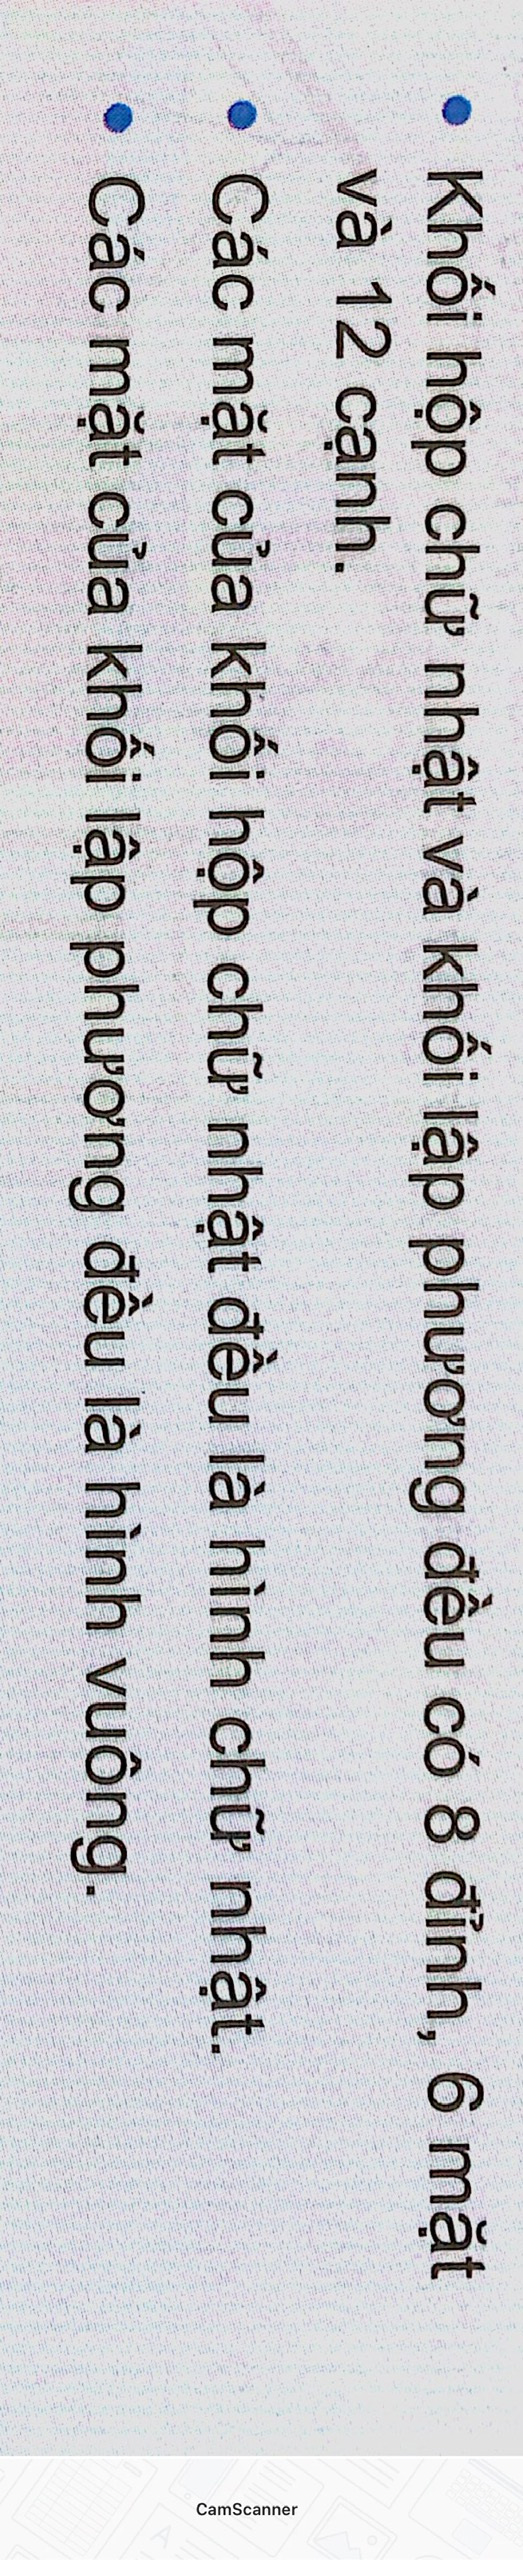 Khối hộp chữ nhật và khối lập phương đều có 8 đỉnh, 6 mặt
và 12 cạnh.
Các mặt của khối hộp chữ nhật đều là hình chữ nhật.
Các mặt của khối lập phương đều là hình vuông.
CamScanner